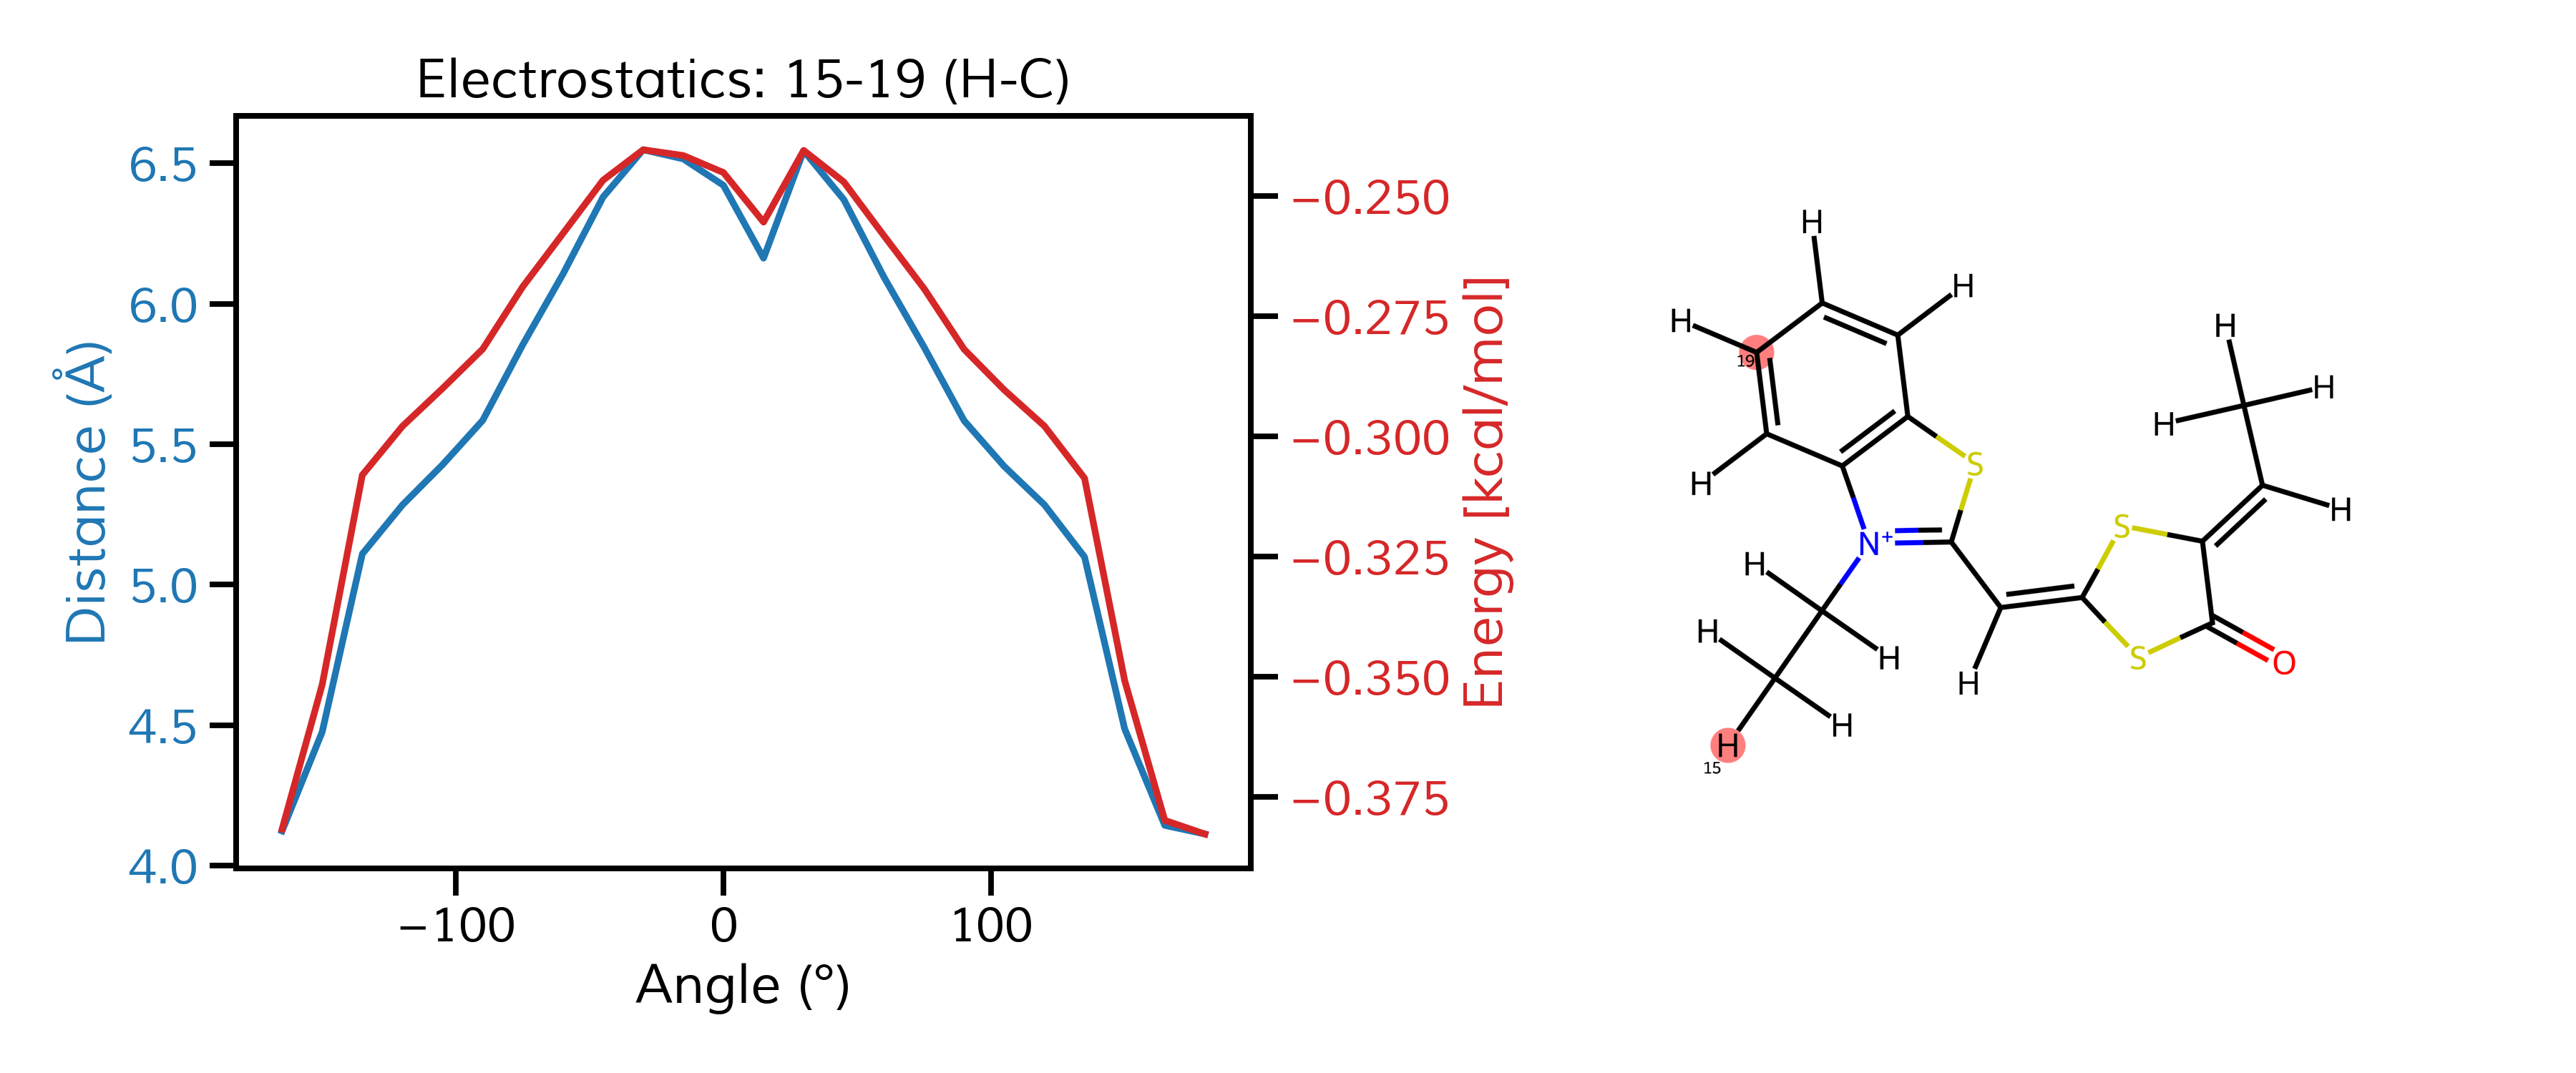 Electrostatics: 15-19 (H-C)
6.5
6.0
5.5
5.0
4.5
4.0
Distance (Å)
−100
0
100
Angle (°)
−0.250
−0.275
−0.300
−0.325
−0.350
−0.375
Energy [kcal/mol]
H
H
H
19
H
H
H
H
H
S
S
H
N⁺
H
H
H
S
O
H
H
H
15